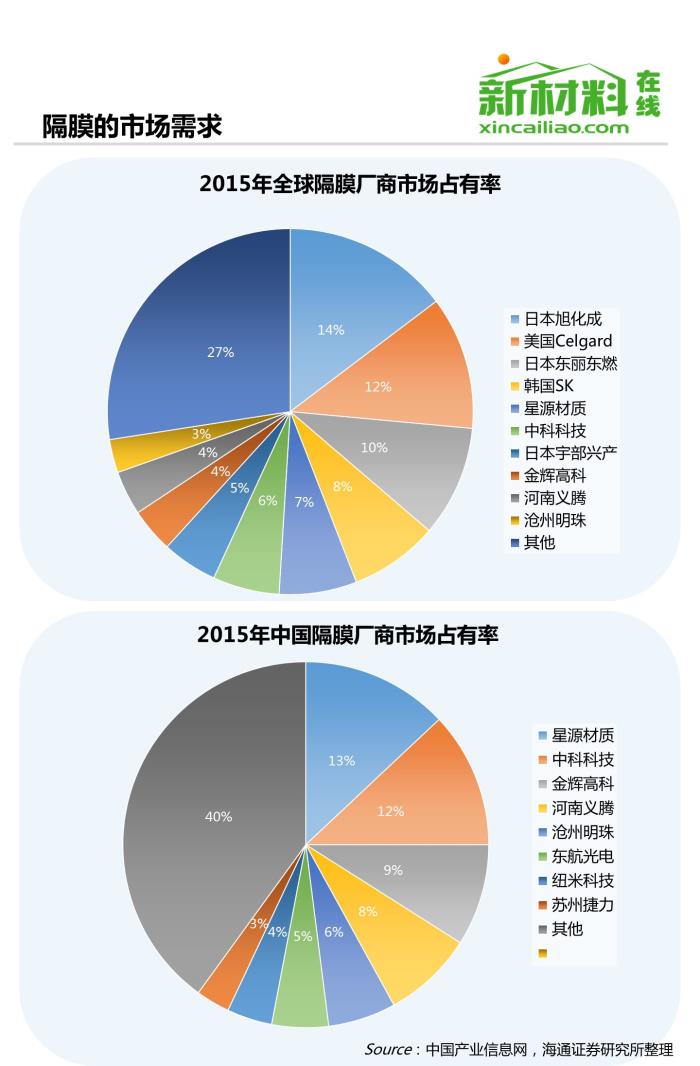 新材料在线
xincailiao.com
隔膜的市场需求
2015年全球隔膜厂商市场占有率
14%
12%
10%
8%
7%
6%
5%
4%
4%
3%
27%
日本旭化成
美国Celgard
日本东丽东燃
韩国SK
星源材质
中科科技
日本宇部兴产
金辉高科
河南义腾
沧州明珠
其他
2015年中国隔膜厂商市场占有率
13%
12%
9%
8%
6%
5%
4%
3%
40%
星源材质
中科科技
金辉高科
河南义腾
沧州明珠
东航光电
纽米科技
苏州捷力
其他
Source：中国产业信息网，海通证券研究所整理